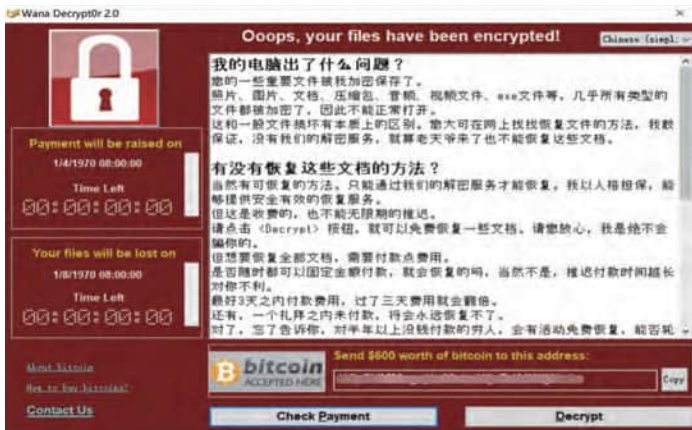 Wana Decrypt0r 2.0
Ooops, your files have been encrypted!
Chinese (simpl:
我的电脑出了什么问题？
您的一些重要文件被我加密保存了。
照片、图片、文档、压缩包、音频、视频文件、exe文件等，几乎所有类型的
文件都被加密了，因此不能正常打开。
这和一般文件损坏有本质上的区别。您大可在网上找找恢复文件的方法，我敢
保证，没有我们的解密服务，就算老天爷来了也不能恢复这些文档。
有没有恢复这些文档的方法？
当然有可恢复的方法。只能通过我们的解密服务才能恢复。我以人格担保，能
够提供安全有效的恢复服务。
但这是收费的，也不能无限期的推迟。
请点击 <Decrypt> 按钮，就可以免费恢复一些文档。请您放心，我是绝不会
骗你的。
但想要恢复全部文档，需要付款点费用。
是否随时都可以固定金额付款，就会恢复的吗，当然不是，推迟付款时间越长
对你不利。
最好3天之内付款费用，过了三天费用就会翻倍。
还有，一个礼拜之内未付款，将会永远恢复不了。
对了，忘了告诉你，对半年以上没钱付款的穷人，会有活动免费恢复，能否轮
Payment will be raised on
1/4/1970 08:00:00
Time Left
00:00:00:00
Your files will be lost on
1/8/1970 08:00:00
Time Left
00:00:00:00
About bitcoin
How to buy bitcoins?
Contact Us
bitcoin
ACCEPTED HERE
Send $600 worth of bitcoin to this address:
Copy
Check Payment
Decrypt